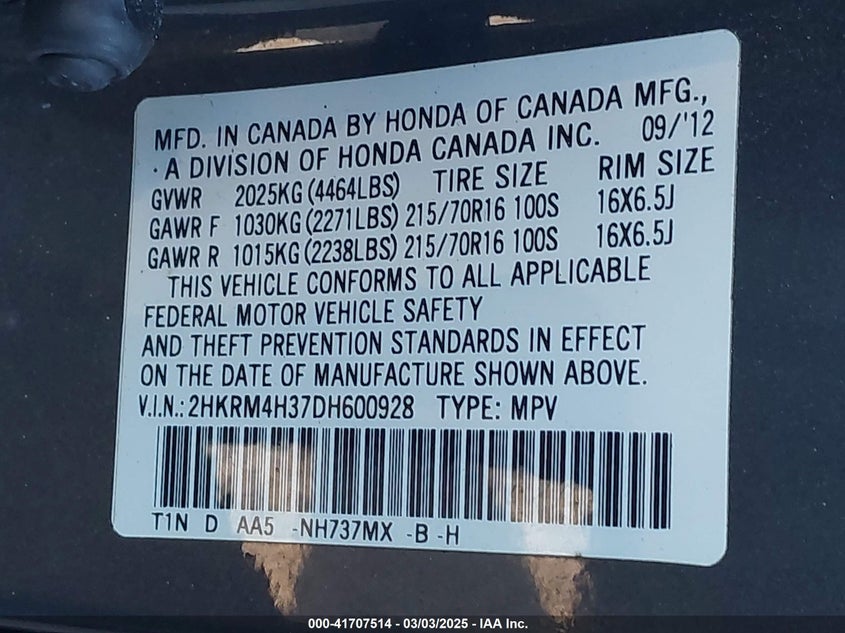 MFD. IN CANADA BY HONDA OF CANADA MFG.,
· A DIVISION OF HONDA CANADA INC. 09/'12
GVWR 2025KG (4464LBS) TIRE SIZE RIM SIZE
GAWR F 1030KG (2271LBS) 215/70R16 100S 16X6.5J
GAWR R 1015KG (2238LBS) 215/70R16 100S 16X6.5J
THIS VEHICLE CONFORMS TO ALL APPLICABLE
FEDERAL MOTOR VEHICLE SAFETY
AND THEFT PREVENTION STANDARDS IN EFFECT
ON THE DATE OF MANUFACTURE SHOWN ABOVE.
V.I.N.: 2HKRM4H37DH600928 TYPE: MPV
T1N D AA5 -NH737MX -B -H
000-41707514 - 03/03/2025 - IAA Inc.